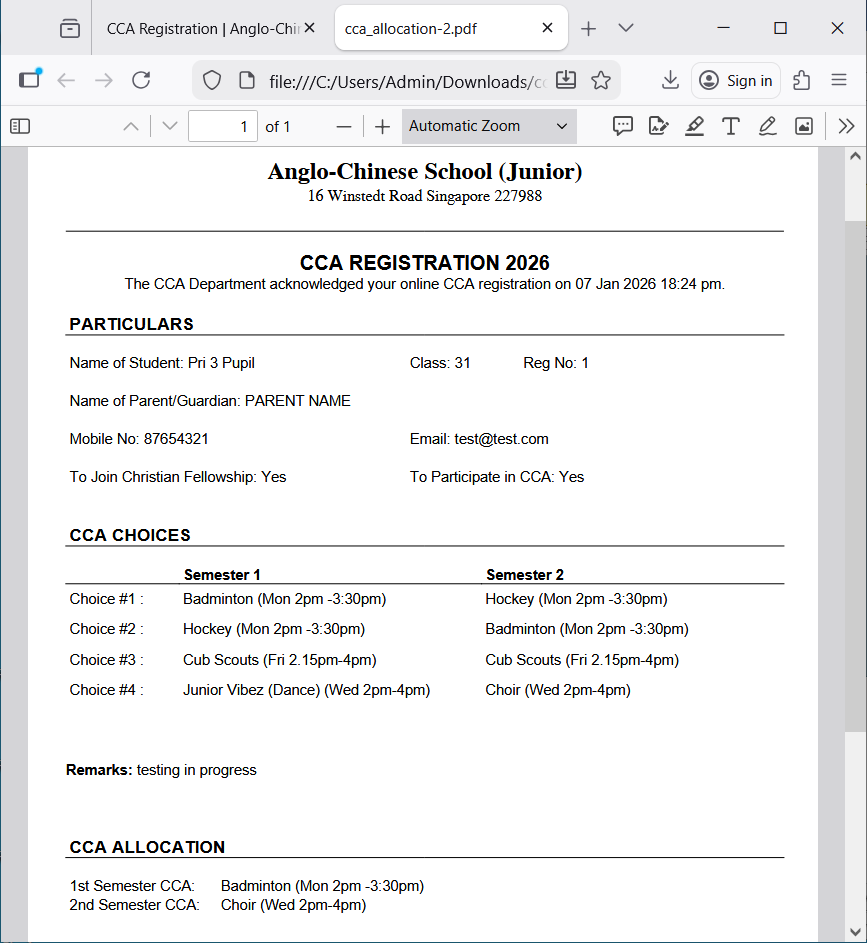 CCA Registration | Anglo-Chi
cca_allocation-2.pdf
file:///C:/Users/Admin/Downloads/cc
Sign in
1 of 1
Automatic Zoom
Anglo-Chinese School (Junior)
16 Winstedt Road Singapore 227988
CCA REGISTRATION 2026
The CCA Department acknowledged your online CCA registration on 07 Jan 2026 18:24 pm.
PARTICULARS
Name of Student: Pri 3 Pupil Class: 31 Reg No: 1
Name of Parent/Guardian: PARENT NAME
Mobile No: 87654321 Email: test@test.com
To Join Christian Fellowship: Yes To Participate in CCA: Yes
CCA CHOICES
Semester 1 Semester 2
Choice #1 : Badminton (Mon 2pm -3:30pm) Hockey (Mon 2pm -3:30pm)
Choice #2 : Hockey (Mon 2pm -3:30pm) Badminton (Mon 2pm -3:30pm)
Choice #3 : Cub Scouts (Fri 2.15pm-4pm) Cub Scouts (Fri 2.15pm-4pm)
Choice #4 : Junior Vibez (Dance) (Wed 2pm-4pm) Choir (Wed 2pm-4pm)
Remarks: testing in progress
CCA ALLOCATION
1st Semester CCA: Badminton (Mon 2pm -3:30pm)
2nd Semester CCA: Choir (Wed 2pm-4pm)